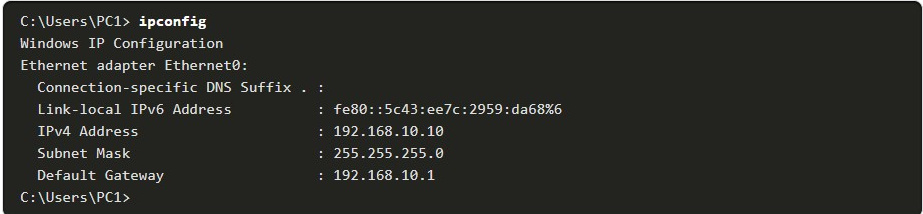 C:\Users\PC1> ipconfig
Windows IP Configuration
Ethernet adapter Ethernet0:
Connection-specific DNS Suffix . :
Link-local IPv6 Address : fe80::5c43:ee7c:2959:da68%6
IPv4 Address : 192.168.10.10
Subnet Mask : 255.255.255.0
Default Gateway : 192.168.10.1
C:\Users\PC1>